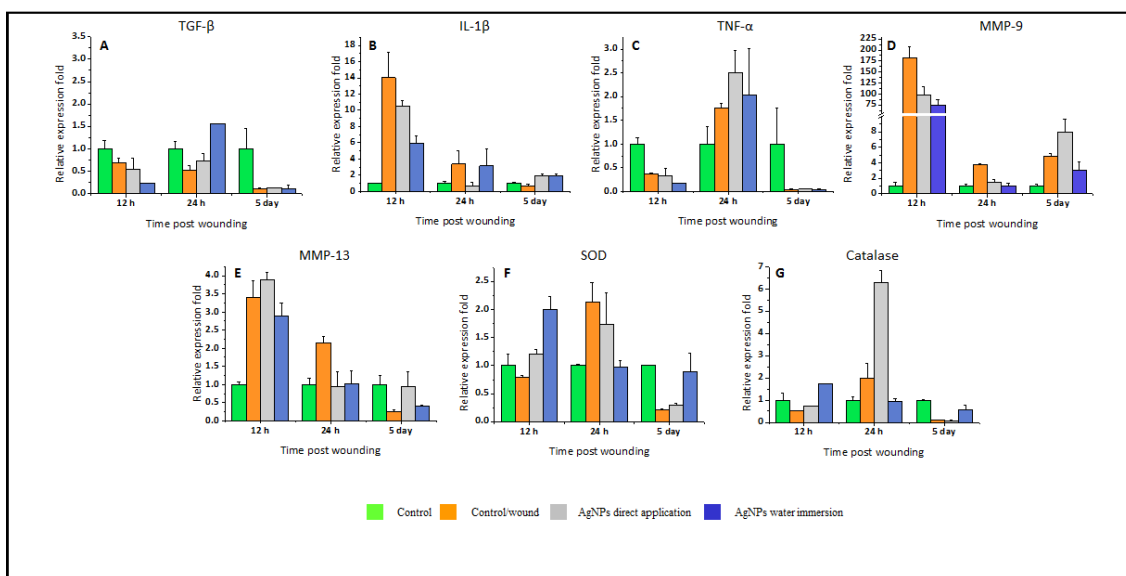 TGF-β
A
Relative expression fold
3.5
3.0
2.5
2.0
1.5
1.0
0.5
0.0
12 h 24 h 5 day
Time post wounding
IL-1β
B
Relative expression fold
18
16
14
12
10
8
6
4
2
0
12 h 24 h 5 day
Time post wounding
TNF-α
C
Relative expression fold
3.0
2.5
2.0
1.5
1.0
0.5
0.0
12 h 24 h 5 day
Time post wounding
MMP-9
D
Relative expression fold
225
200
175
150
125
100
75
8
6
4
2
0
12 h 24 h 5 day
Time post wounding
MMP-13
E
Relative expression fold
4.0
3.5
3.0
2.5
2.0
1.5
1.0
0.5
0.0
12 h 24 h 5 day
Time post wounding
SOD
F
Relative expression fold
2.5
2.0
1.5
1.0
0.5
0.0
12 h 24 h 5 day
Time post wounding
Catalase
G
Relative expression fold
7
6
5
4
3
2
1
0
12 h 24 h 5 day
Time post wounding
Control Control/wound AgNPs direct application AgNPs water immersion